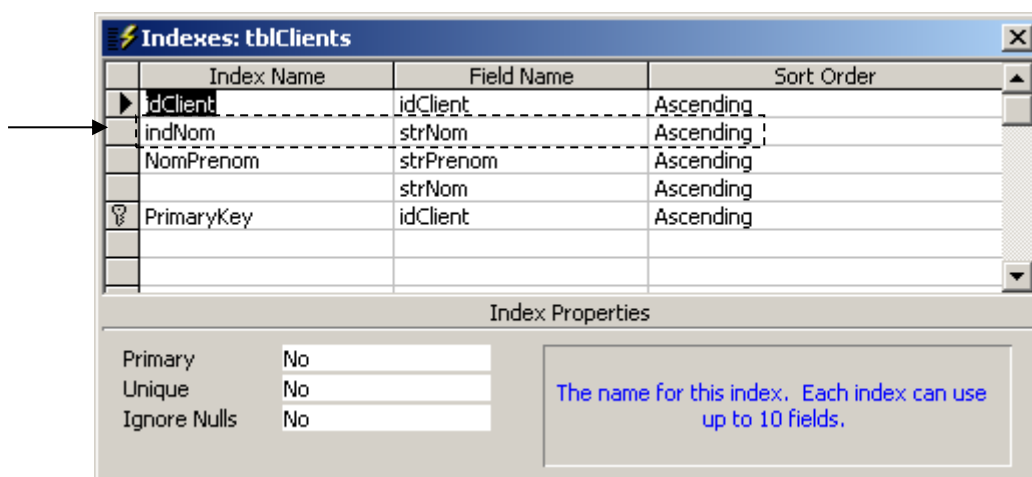 Indexes: tblClients
Index Name Field Name Sort Order
idClient idClient Ascending
indNom strNom Ascending
NomPrenom strPrenom Ascending
strNom Ascending
PrimaryKey idClient Ascending
Index Properties
Primary No
Unique No
Ignore Nulls No
The name for this index. Each index can use
up to 10 fields.